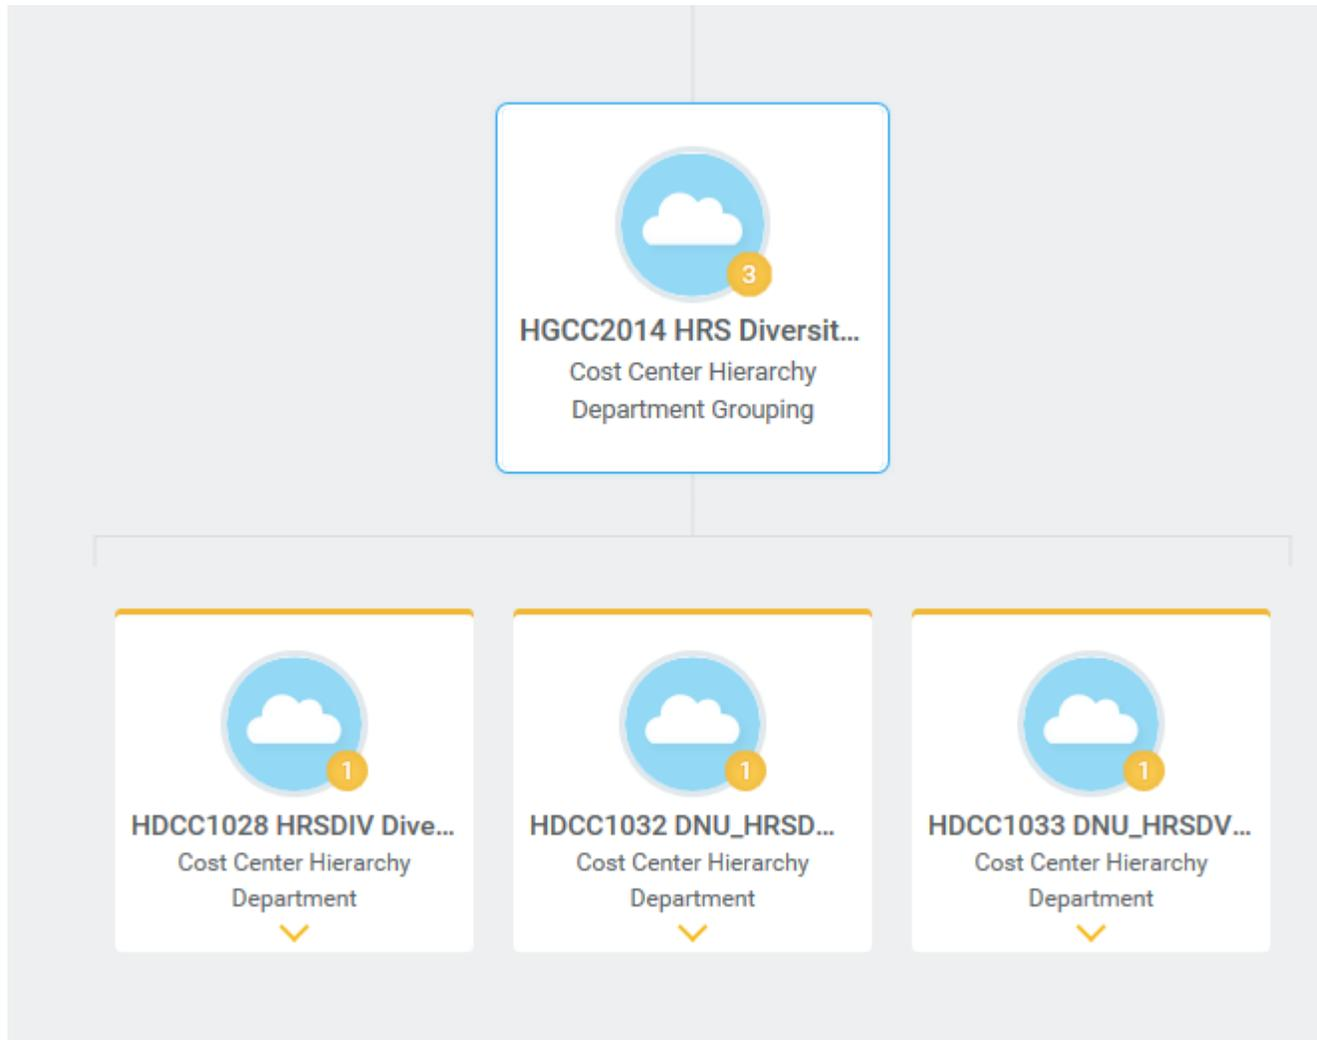 3
HGCC2014 HRS Diversit...
Cost Center Hierarchy
Department Grouping
1
HDCC1028 HRSDIV Dive...
Cost Center Hierarchy
Department
1
HDCC1032 DNU_HRSD...
Cost Center Hierarchy
Department
1
HDCC1033 DNU_HRSDV...
Cost Center Hierarchy
Department